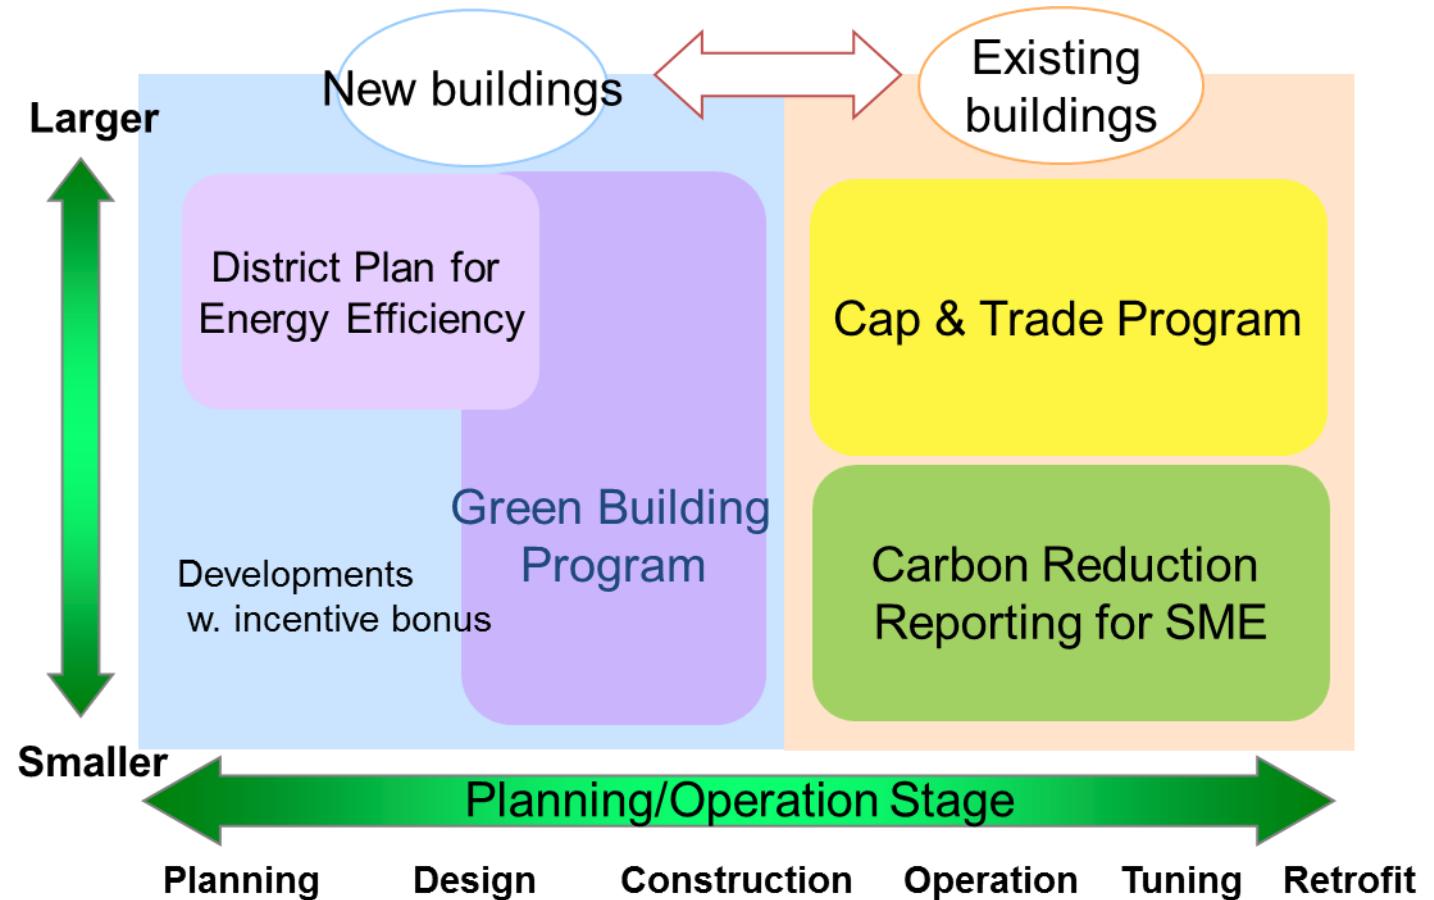 New buildings
Existing
buildings
Larger
District Plan for
Energy Efficiency
Cap & Trade Program
Green Building
Program
Developments
w. incentive bonus
Carbon Reduction
Reporting for SME
Smaller
Planning/Operation Stage
Planning Design Construction Operation Tuning Retrofit